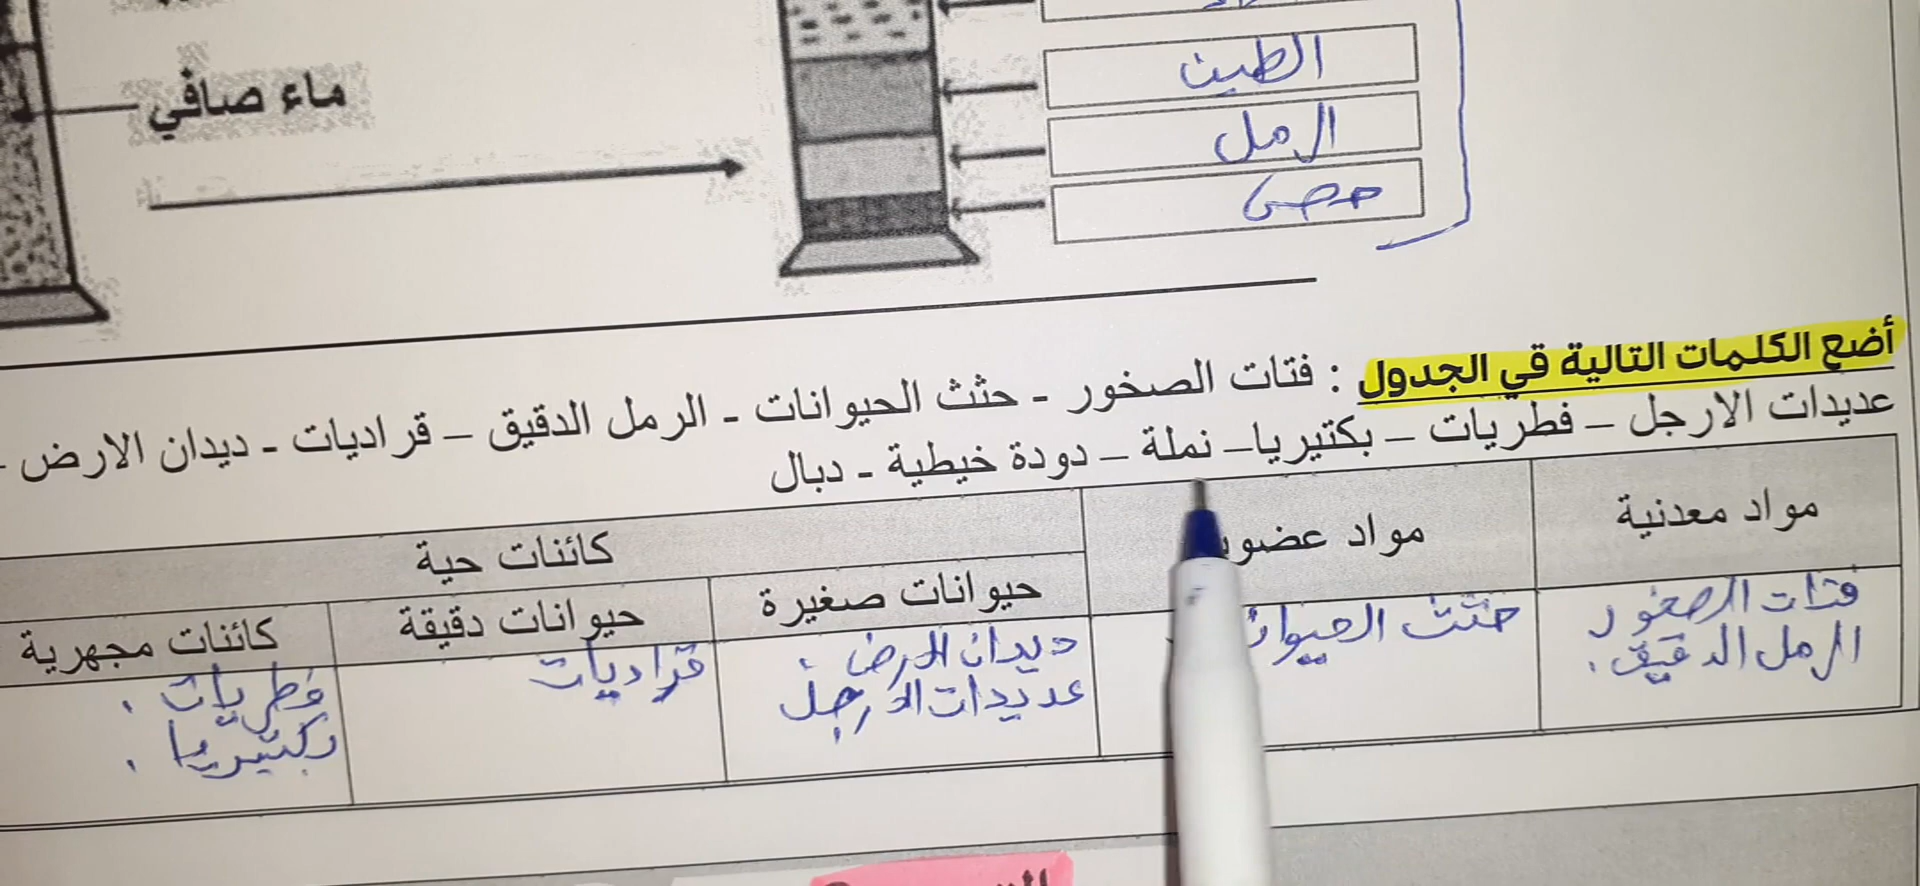 ماء صافي
الطين
الرمل
حصى
أضع الكلمات التالية في الجدول : فتات الصخور - حثث الحيوانات - الرمل الدقيق – قراديات - ديدان الارض -
عديدات الارجل – فطريات – بكتيريا – نملة – دودة خيطية - دبال
مواد معدنية
مواد عضوي
كائنات حية
حيوانات صغيرة
حيوانات دقيقة
كائنات مجهرية
فتات الصخور
الرمل الدقيق.
حثث
ديدان الارض.
عديدات الارجل
قراديات
فطريات.
بكتيريا.